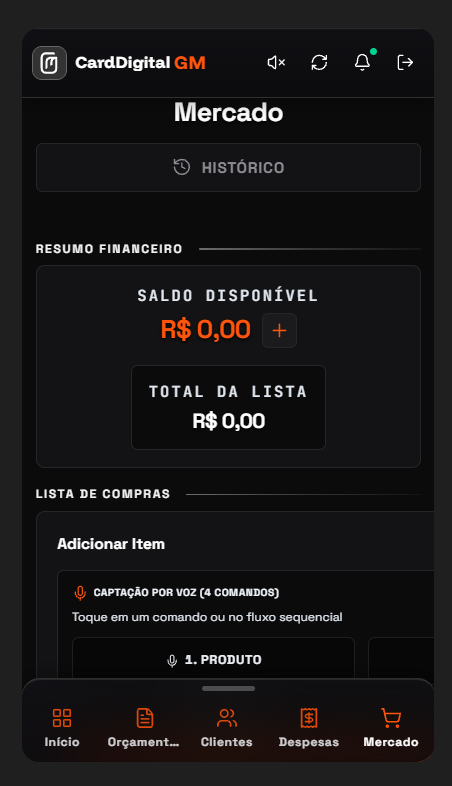 CardDigital GM
Mercado
HISTÓRICO
RESUMO FINANCEIRO
SALDO DISPONÍVEL
R$ 0,00
+
TOTAL DA LISTA
R$ 0,00
LISTA DE COMPRAS
Adicionar Item
CAPTAÇÃO POR VOZ (4 COMANDOS)
Toque em um comando ou no fluxo sequencial
1. PRODUTO
Início Orçament... Clientes Despesas Mercado